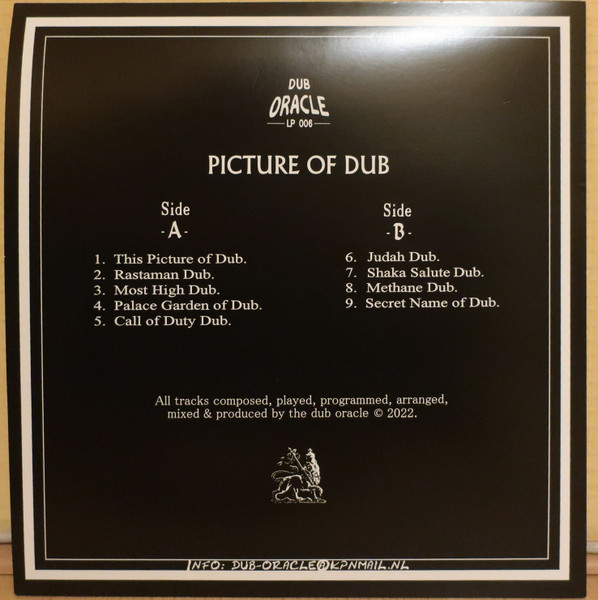 DUB
ORACLE
LP 006
PICTURE OF DUB
Side
-A-
1. This Picture of Dub.
2. Rastaman Dub.
3. Most High Dub.
4. Palace Garden of Dub.
5. Call of Duty Dub.
Side
-B-
6. Judah Dub.
7. Shaka Salute Dub.
8. Methane Dub.
9. Secret Name of Dub.
All tracks composed, played, programmed, arranged,
mixed & produced by the dub oracle © 2022.
INFO: DUB-ORACLE@KPNMAIL.NL